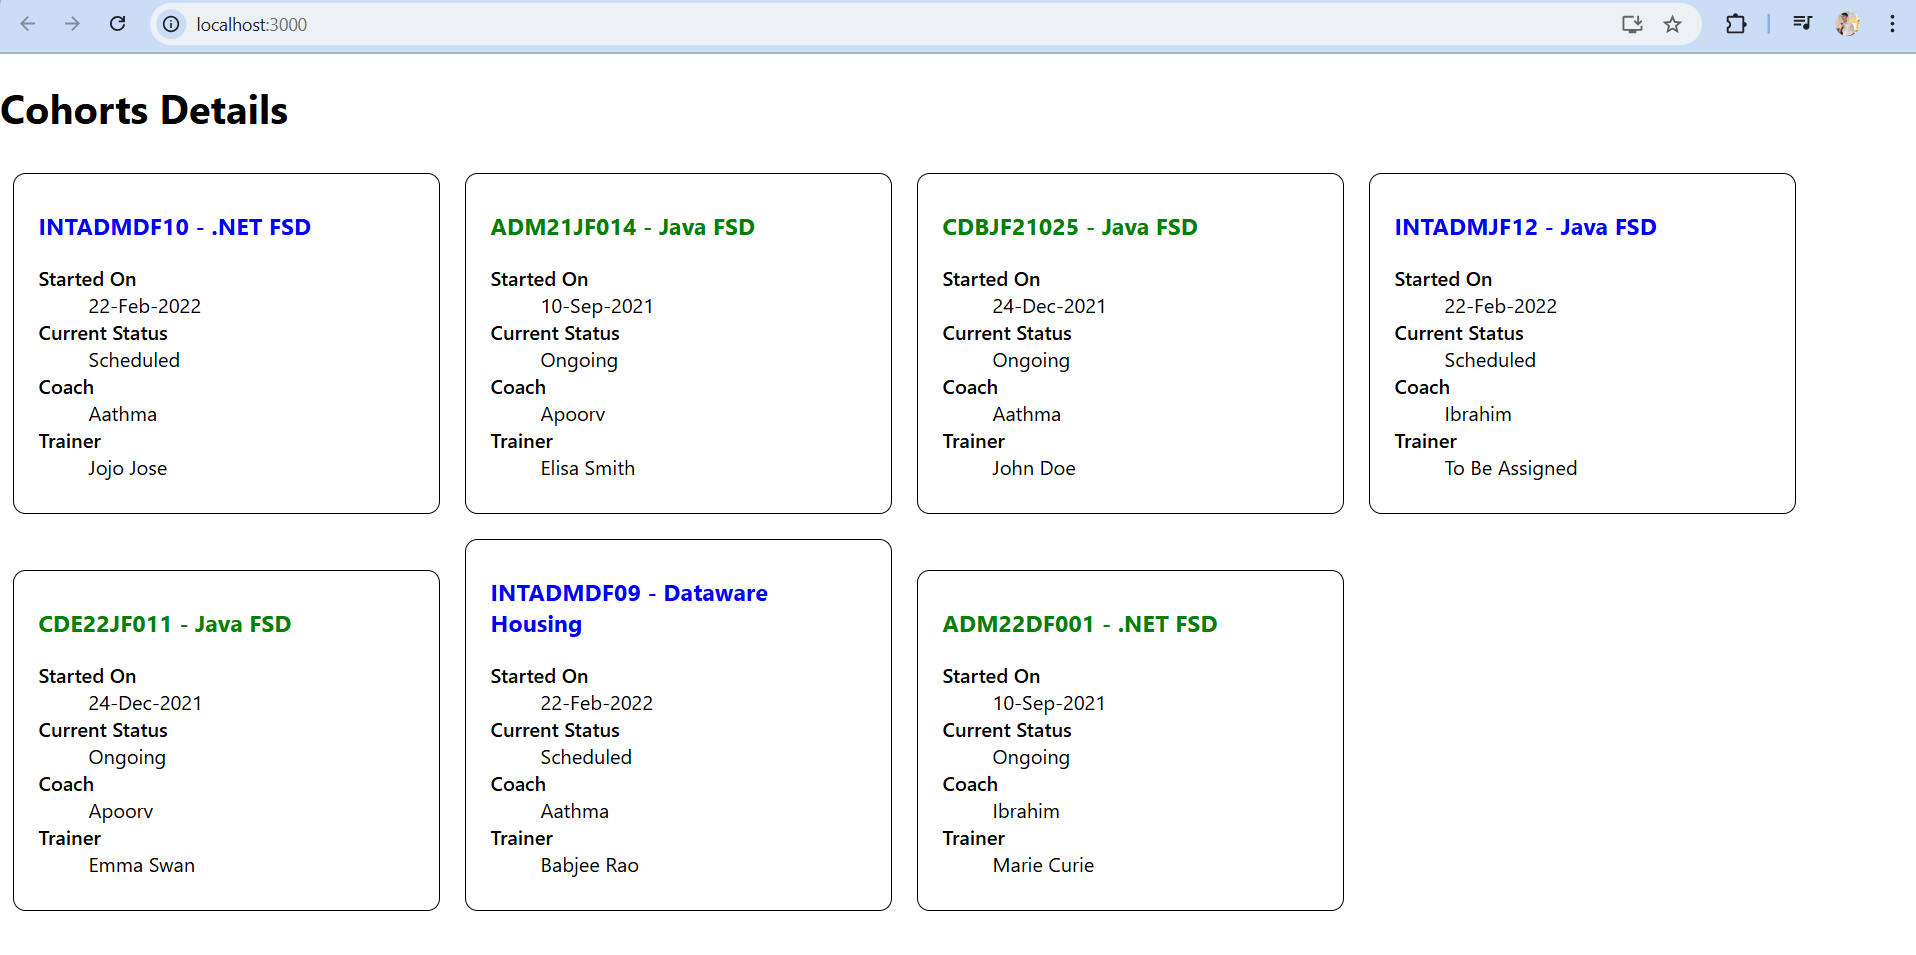 localhost:3000
Cohorts Details
INTADMDF10 - .NET FSD
Started On
22-Feb-2022
Current Status
Scheduled
Coach
Aathma
Trainer
Jojo Jose
ADM21JF014 - Java FSD
Started On
10-Sep-2021
Current Status
Ongoing
Coach
Apoorv
Trainer
Elisa Smith
CDBJF21025 - Java FSD
Started On
24-Dec-2021
Current Status
Ongoing
Coach
Aathma
Trainer
John Doe
INTADMJF12 - Java FSD
Started On
22-Feb-2022
Current Status
Scheduled
Coach
Ibrahim
Trainer
To Be Assigned
CDE22JF011 - Java FSD
Started On
24-Dec-2021
Current Status
Ongoing
Coach
Apoorv
Trainer
Emma Swan
INTADMDF09 - Dataware
Housing
Started On
22-Feb-2022
Current Status
Scheduled
Coach
Aathma
Trainer
Babjee Rao
ADM22DF001 - .NET FSD
Started On
10-Sep-2021
Current Status
Ongoing
Coach
Ibrahim
Trainer
Marie Curie